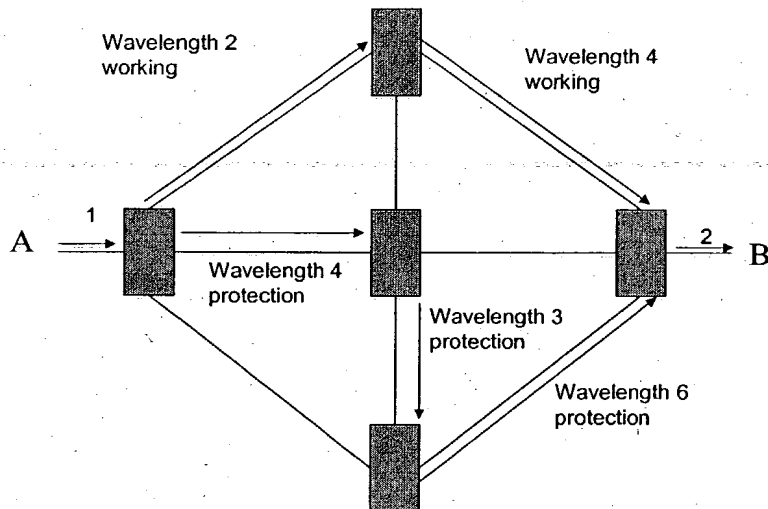 Wavelength 2
working
Wavelength 4
working
1
A
2
B
Wavelength 4
protection
Wavelength 3
protection
Wavelength 6
protection